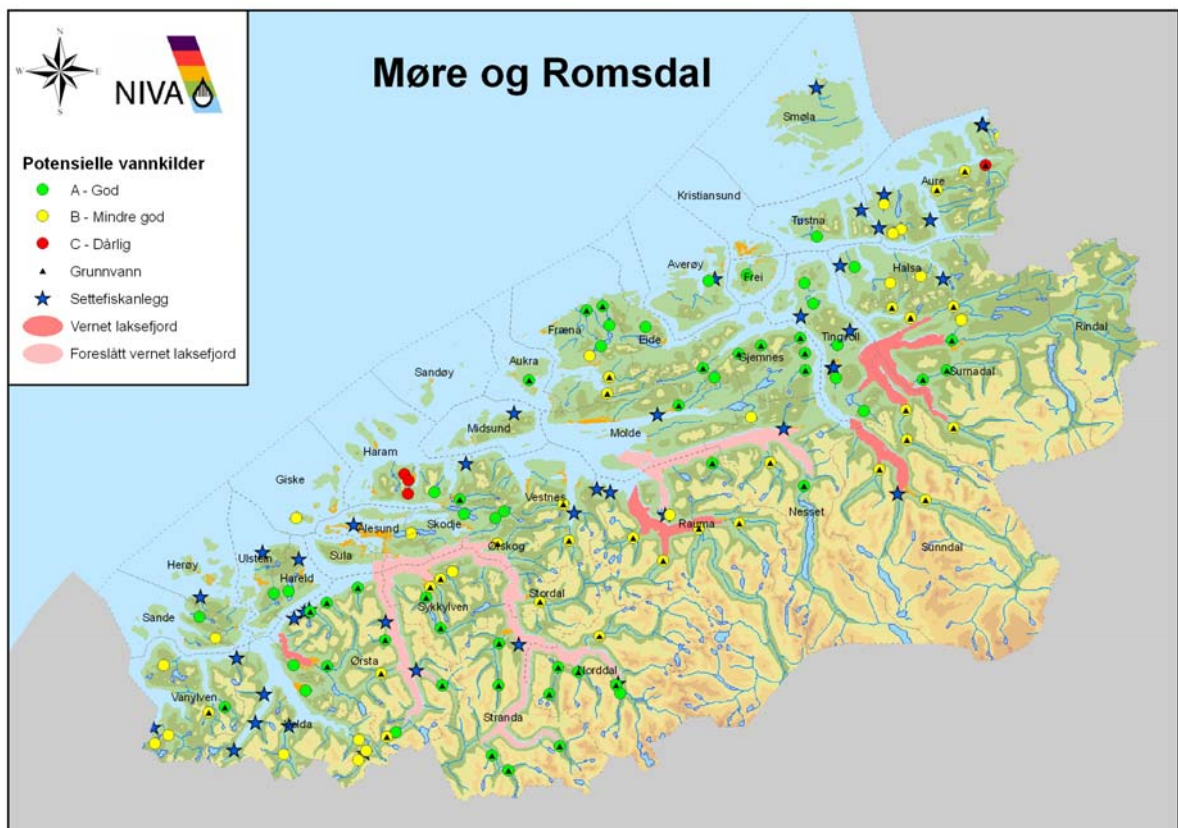 Møre og Romsdal
N
W
E
S
NIVA
Potensielle vannkilder
A - God
B - Mindre god
C - Dårlig
Grunnvann
Settefiskanlegg
Vernet laksefjord
Foreslått vernet laksefjord
Smøla
Kristiansund
Aure
Tustna
Averøy
Frei
Halsa
Fræna
Eide
Tingvoll
Rindal
Aukra
Gjemnes
Surnadal
Sandøy
Midsund
Molde
Haram
Giske
Vestnes
Nesset
Ålesund
Skodje
Rauma
Sunndal
Sula
Ørskog
Herøy
Ulstein
Hareid
Sande
Sykkylven
Stordal
Ørsta
Norddal
Vanylven
Stranda
Volda